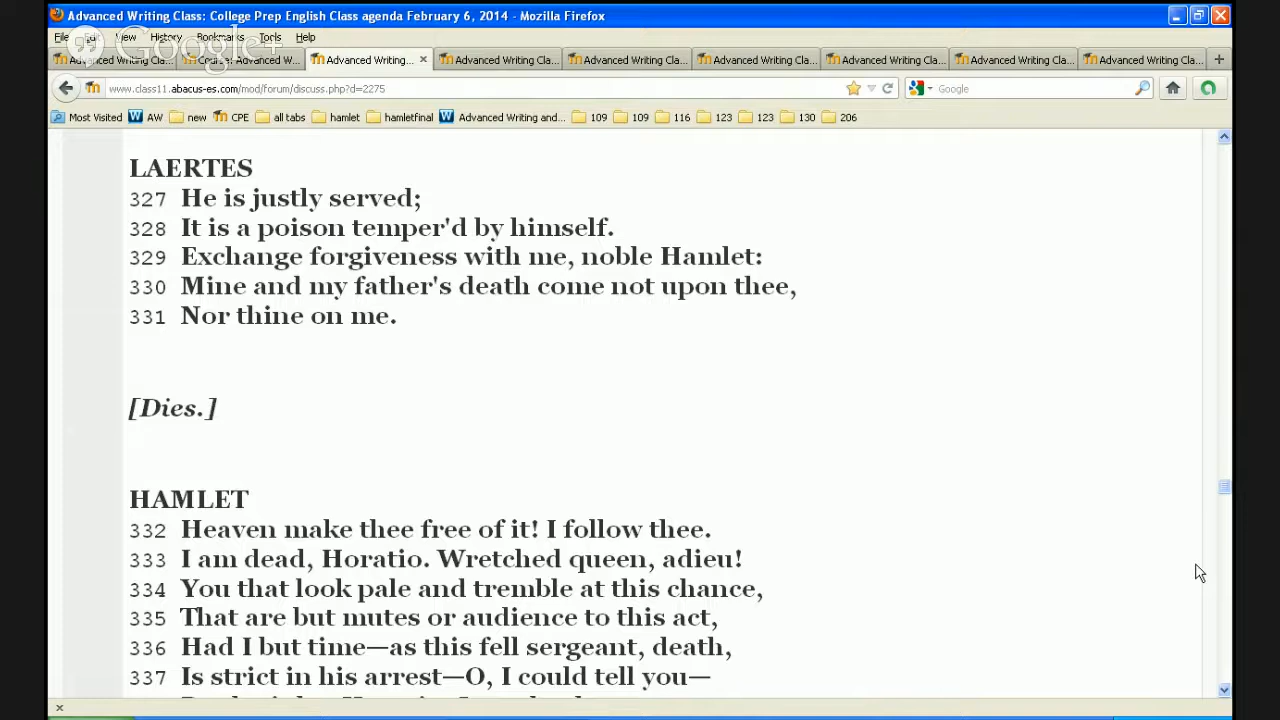 Advanced Writing Class: College Prep English Class agenda February 6, 2014 - Mozilla Firefox
File Edit View History Bookmarks Tools Help
Google+
Advanced Writing Cla... Course: Advanced W... Advanced Writing... Advanced Writing Cla... Advanced Writing Cla... Advanced Writing Cla... Advanced Writing Cla... Advanced Writing Cla... Advanced Writing Cla...
www.class11.abacus-es.com/mod/forum/discuss.php?d=2275 Google
Most Visited AW new CPE all tabs hamlet hamletfinal Advanced Writing and... 109 109 116 123 123 130 206
LAERTES
327 He is justly served;
328 It is a poison temper'd by himself.
329 Exchange forgiveness with me, noble Hamlet:
330 Mine and my father's death come not upon thee,
331 Nor thine on me.
[Dies.]
HAMLET
332 Heaven make thee free of it! I follow thee.
333 I am dead, Horatio. Wretched queen, adieu!
334 You that look pale and tremble at this chance,
335 That are but mutes or audience to this act,
336 Had I but time—as this fell sergeant, death,
337 Is strict in his arrest—O, I could tell you—